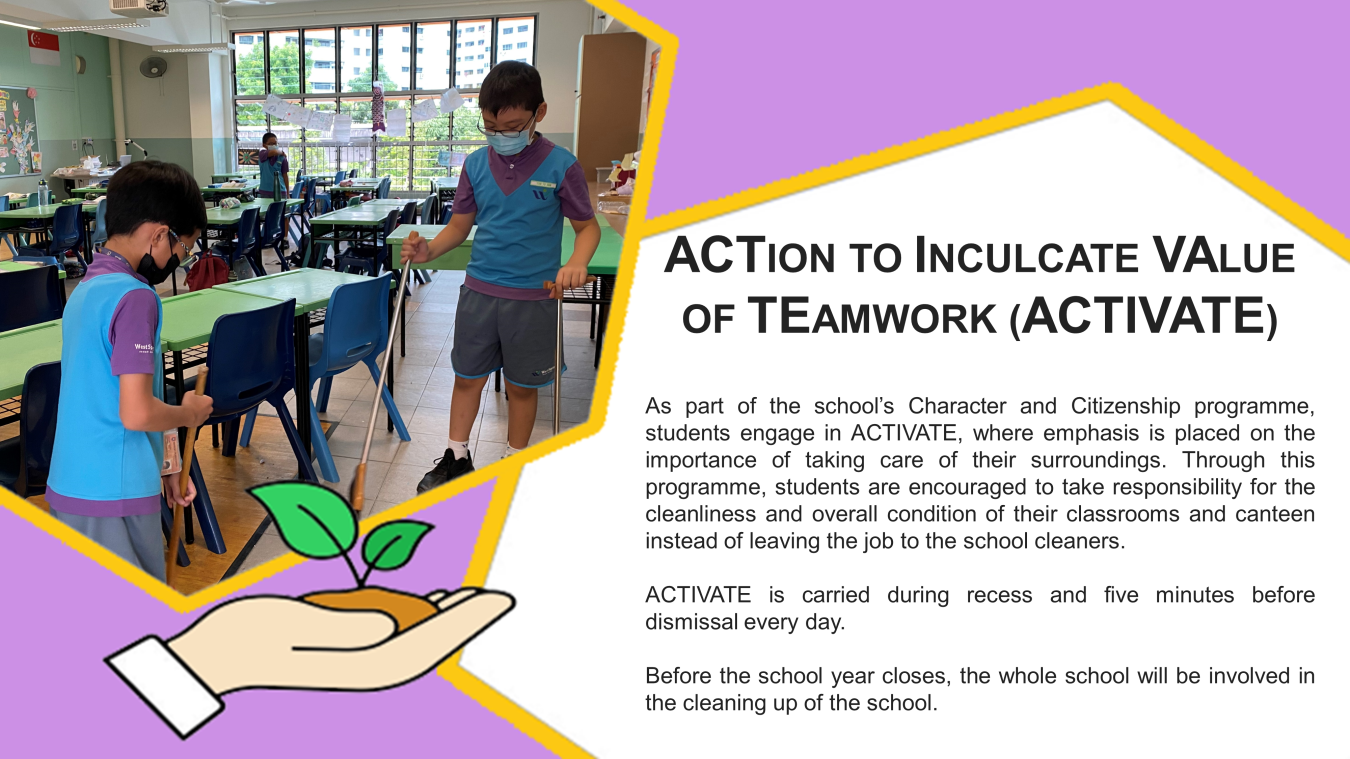 ACTION TO INCULCATE VALUE
OF TEAMWORK (ACTIVATE)
As part of the school’s Character and Citizenship programme,
students engage in ACTIVATE, where emphasis is placed on the
importance of taking care of their surroundings. Through this
programme, students are encouraged to take responsibility for the
cleanliness and overall condition of their classrooms and canteen
instead of leaving the job to the school cleaners.
ACTIVATE is carried during recess and five minutes before
dismissal every day.
Before the school year closes, the whole school will be involved in
the cleaning up of the school.